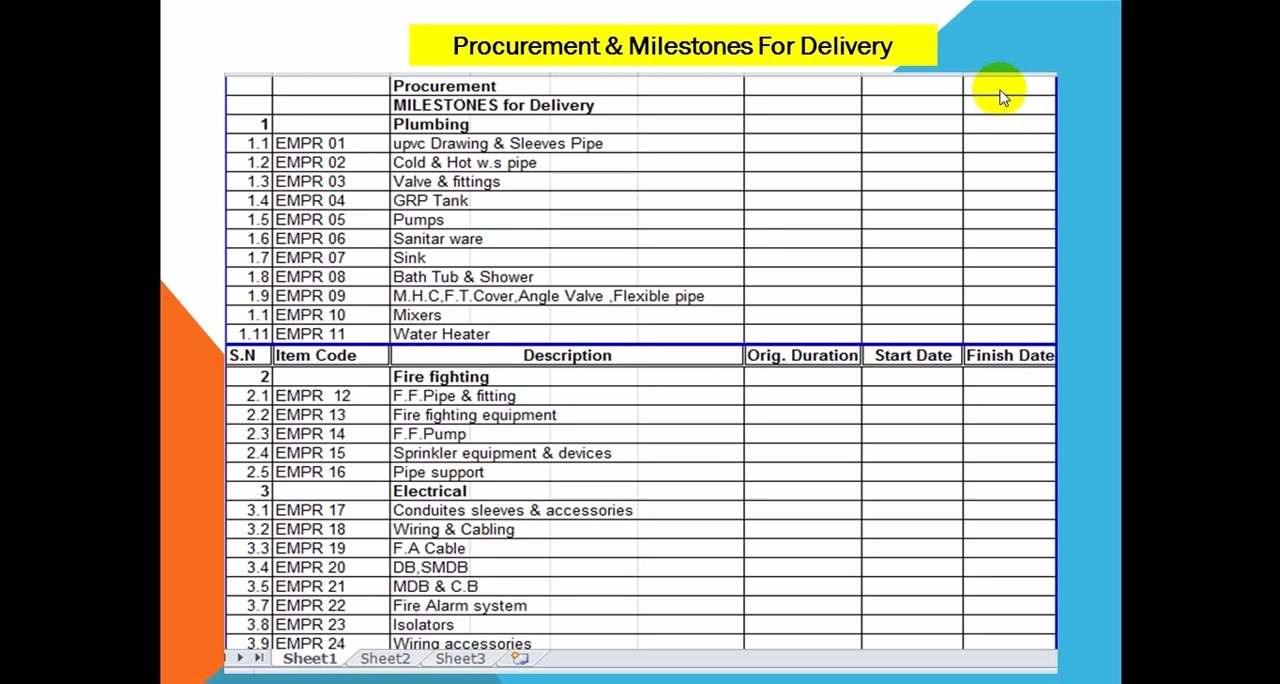 Procurement & Milestones For Delivery
Procurement
MILESTONES for Delivery
1 Plumbing
1.1 EMPR 01 upvc Drawing & Sleeves Pipe
1.2 EMPR 02 Cold & Hot w.s pipe
1.3 EMPR 03 Valve & fittings
1.4 EMPR 04 GRP Tank
1.5 EMPR 05 Pumps
1.6 EMPR 06 Sanitar ware
1.7 EMPR 07 Sink
1.8 EMPR 08 Bath Tub & Shower
1.9 EMPR 09 M.H.C,F.T.Cover,Angle Valve ,Flexible pipe
1.1 EMPR 10 Mixers
1.11 EMPR 11 Water Heater
S.N Item Code Description Orig. Duration Start Date Finish Date
2 Fire fighting
2.1 EMPR 12 F.F.Pipe & fitting
2.2 EMPR 13 Fire fighting equipment
2.3 EMPR 14 F.F.Pump
2.4 EMPR 15 Sprinkler equipment & devices
2.5 EMPR 16 Pipe support
3 Electrical
3.1 EMPR 17 Conduites sleeves & accessories
3.2 EMPR 18 Wiring & Cabling
3.3 EMPR 19 F.A Cable
3.4 EMPR 20 DB,SMDB
3.5 EMPR 21 MDB & C.B
3.7 EMPR 22 Fire Alarm system
3.8 EMPR 23 Isolators
3.9 EMPR 24 Wiring accessories
Sheet1 Sheet2 Sheet3